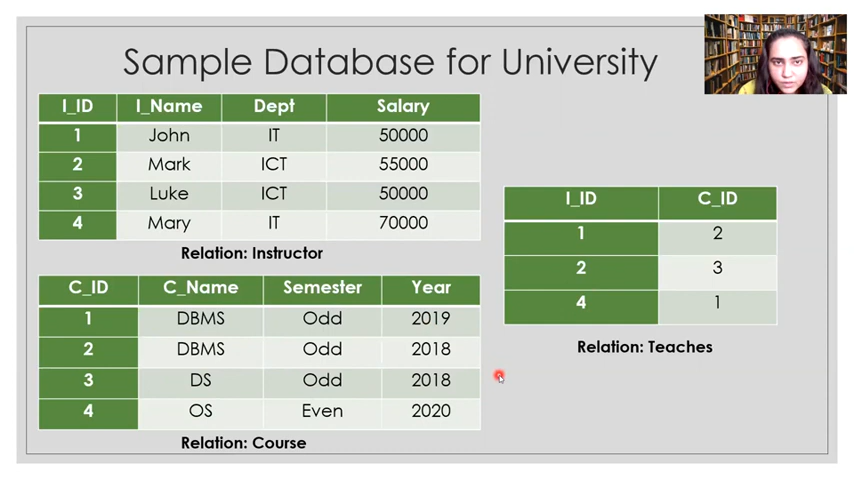 Sample Database for University
I_ID I_Name Dept Salary
1 John IT 50000
2 Mark ICT 55000
3 Luke ICT 50000
4 Mary IT 70000
Relation: Instructor
C_ID C_Name Semester Year
1 DBMS Odd 2019
2 DBMS Odd 2018
3 DS Odd 2018
4 OS Even 2020
Relation: Course
I_ID C_ID
1 2
2 3
4 1
Relation: Teaches